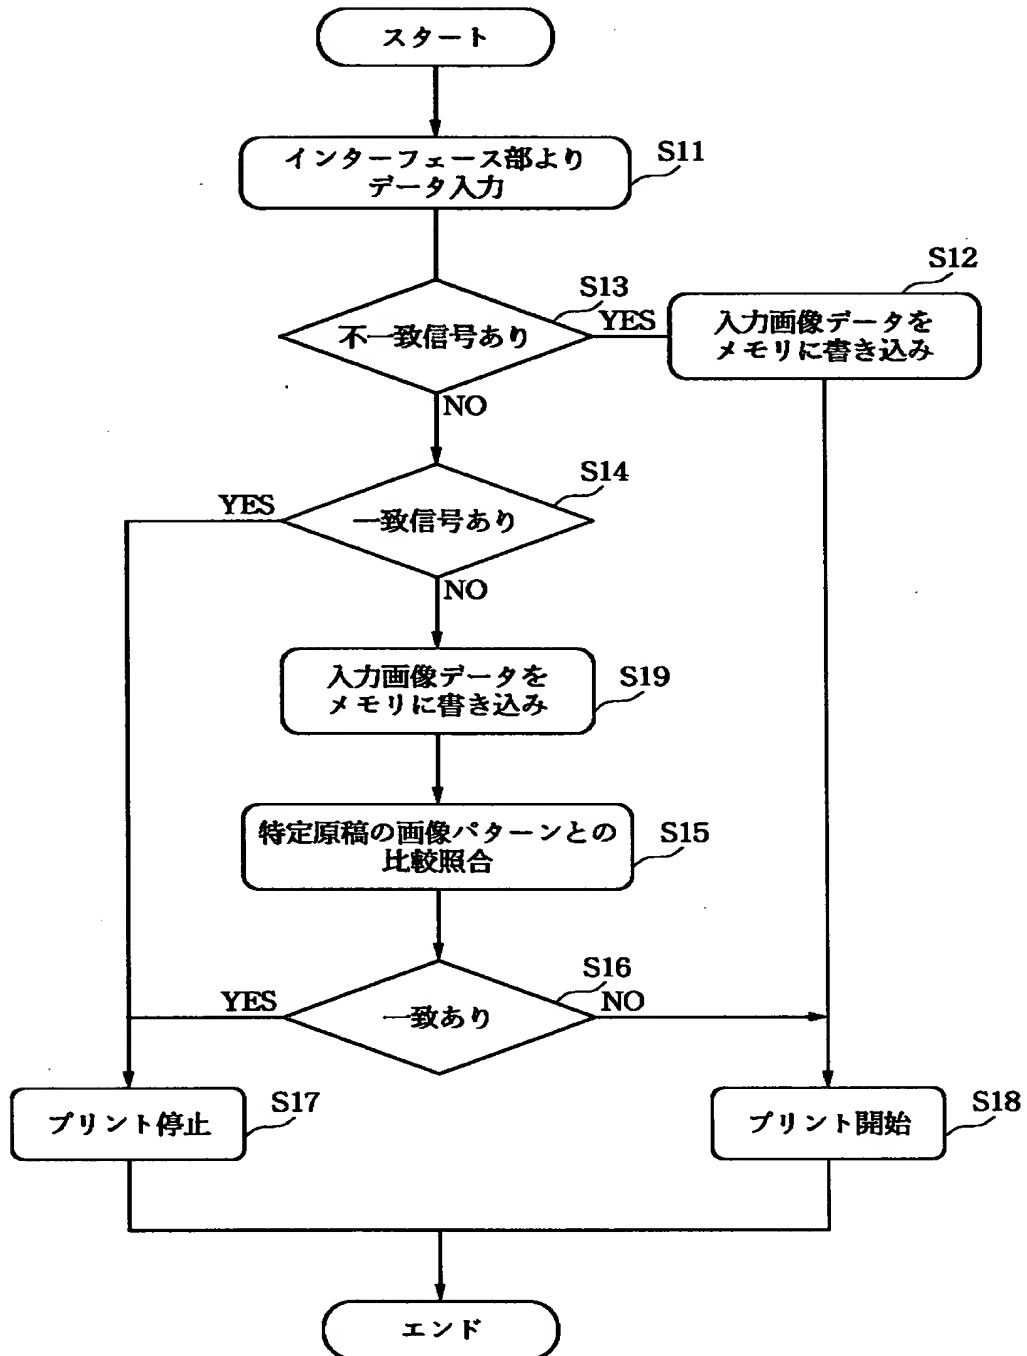 スタート
インターフェース部より
データ入力
S11
不一致信号あり
S13
YES
入力画像データを
メモリに書き込み
S12
NO
一致信号あり
S14
YES
NO
入力画像データを
メモリに書き込み
S19
特定原稿の画像パターンとの
比較照合
S15
一致あり
S16
YES
NO
プリント停止
S17
プリント開始
S18
エンド